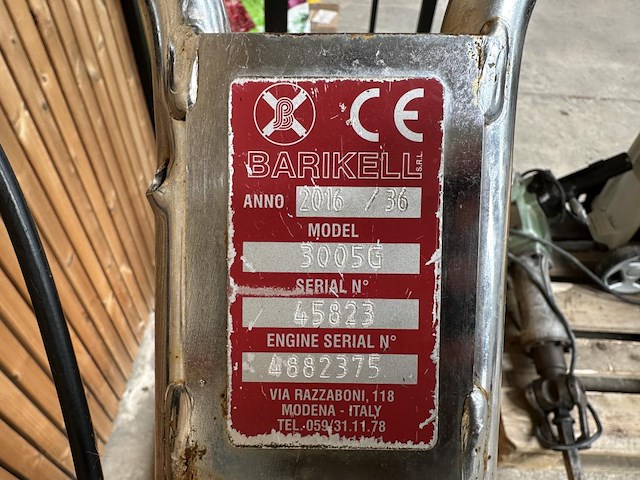 B
CE
BARIKELL S.R.L.
ANNO 2016 / 36
MODEL
3005G
SERIAL N°
45823
ENGINE SERIAL N°
4882375
VIA RAZZABONI, 118
MODENA - ITALY
TEL. 059/31.11.78